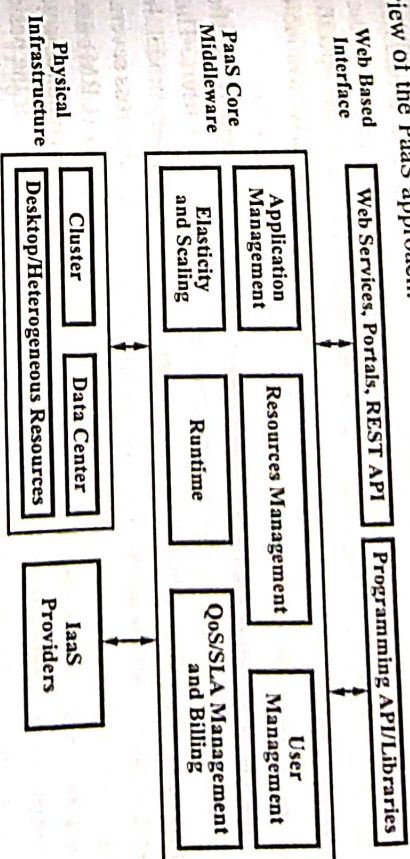 view of the PaaS approach.
Web Based
Interface
Web Services, Portals, REST API
Programming API/Libraries
PaaS Core
Middleware
Application
Management
Resources Management
User
Management
Elasticity
and Scaling
Runtime
QoS/SLA Management
and Billing
Physical
Infrastructure
Cluster
Data Center
Desktop/Heterogeneous Resources
IaaS
Providers